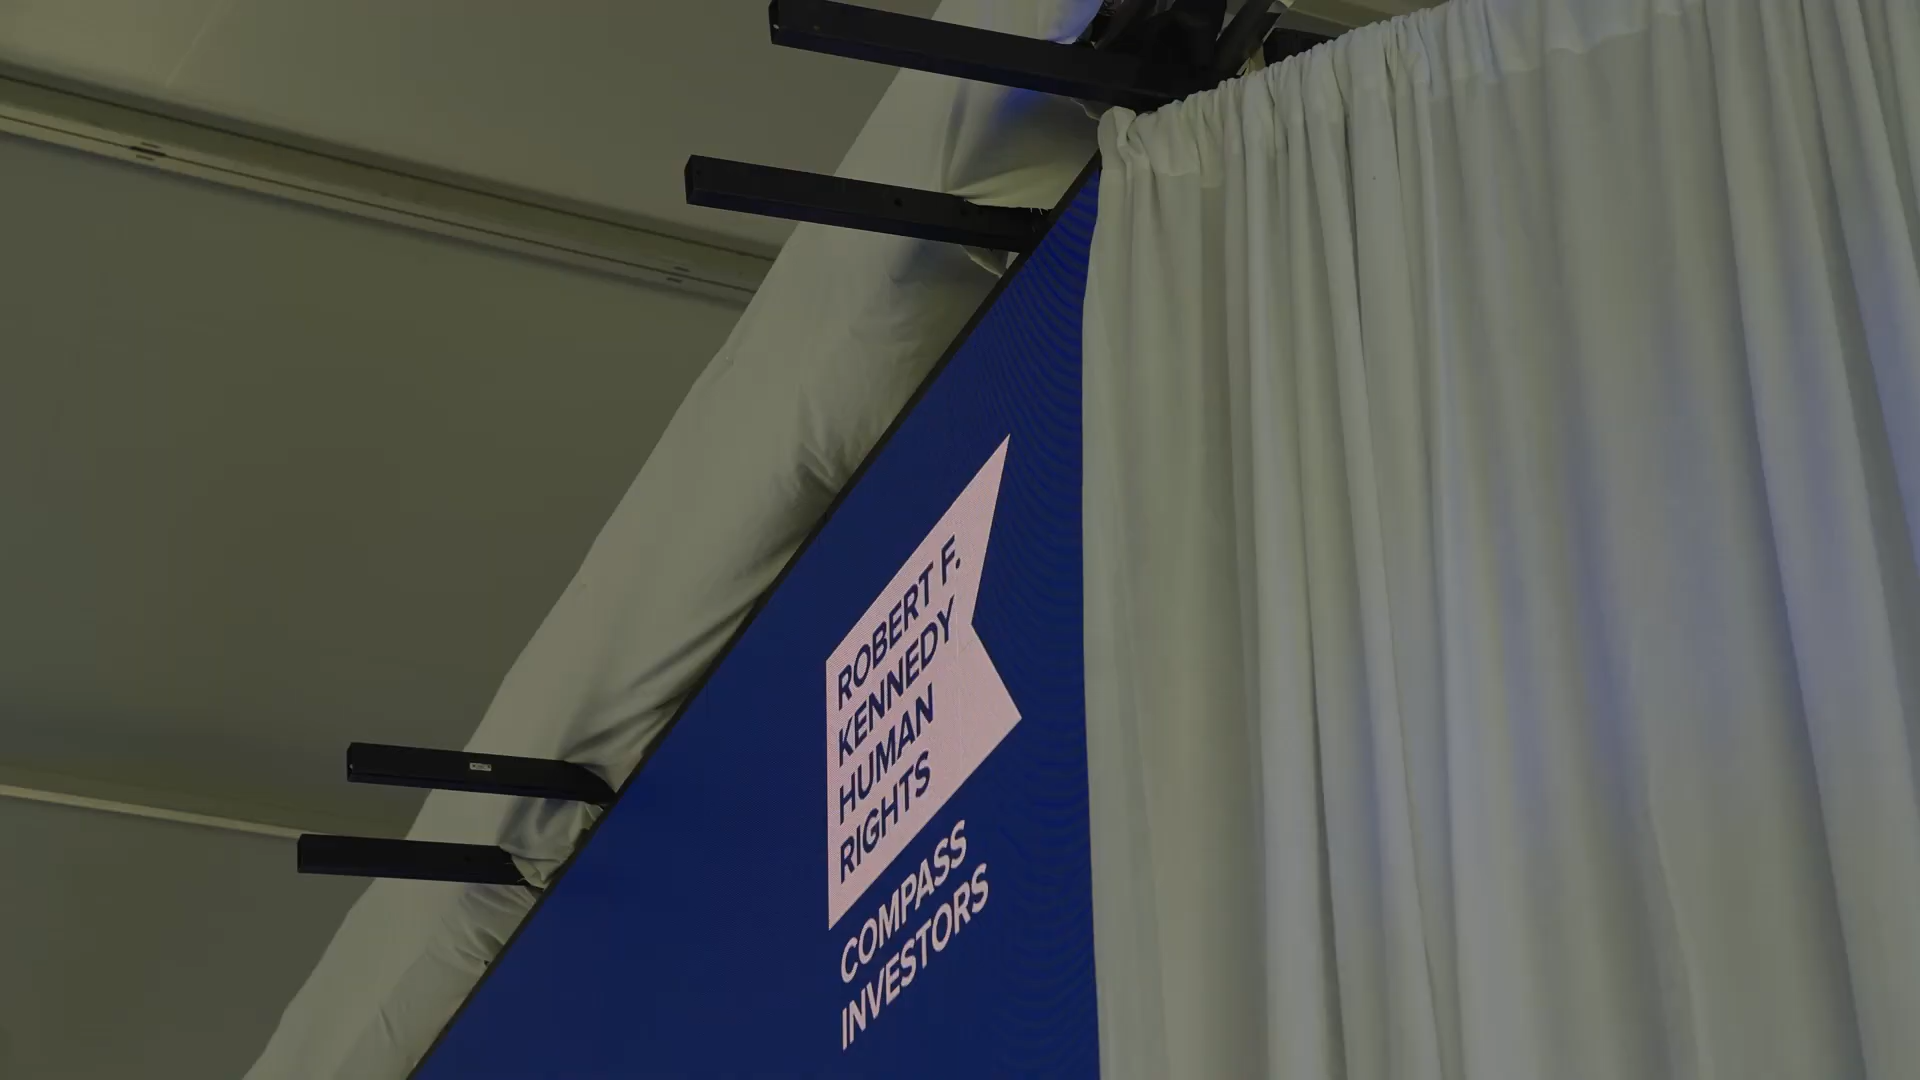 ROBERT F.
KENNEDY
HUMAN
RIGHTS
COMPASS
INVESTORS